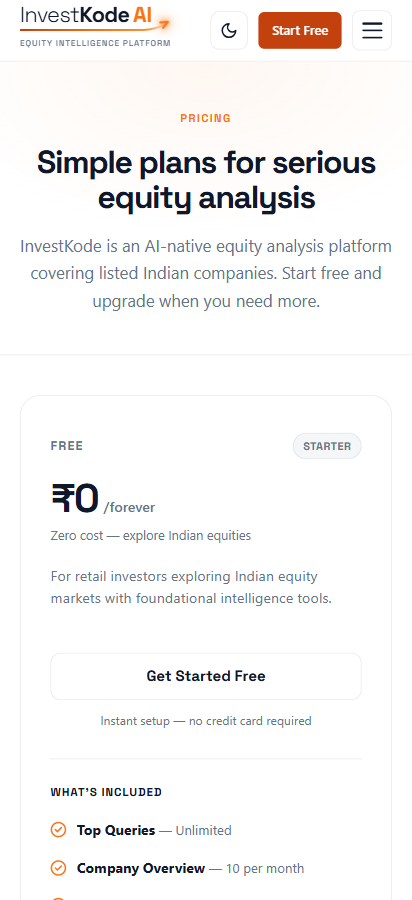 InvestKode AI
EQUITY INTELLIGENCE PLATFORM
Start Free
PRICING
Simple plans for serious
equity analysis
InvestKode is an AI-native equity analysis platform
covering listed Indian companies. Start free and
upgrade when you need more.
FREE
STARTER
₹0 /forever
Zero cost — explore Indian equities
For retail investors exploring Indian equity
markets with foundational intelligence tools.
Get Started Free
Instant setup — no credit card required
WHAT'S INCLUDED
Top Queries — Unlimited
Company Overview — 10 per month